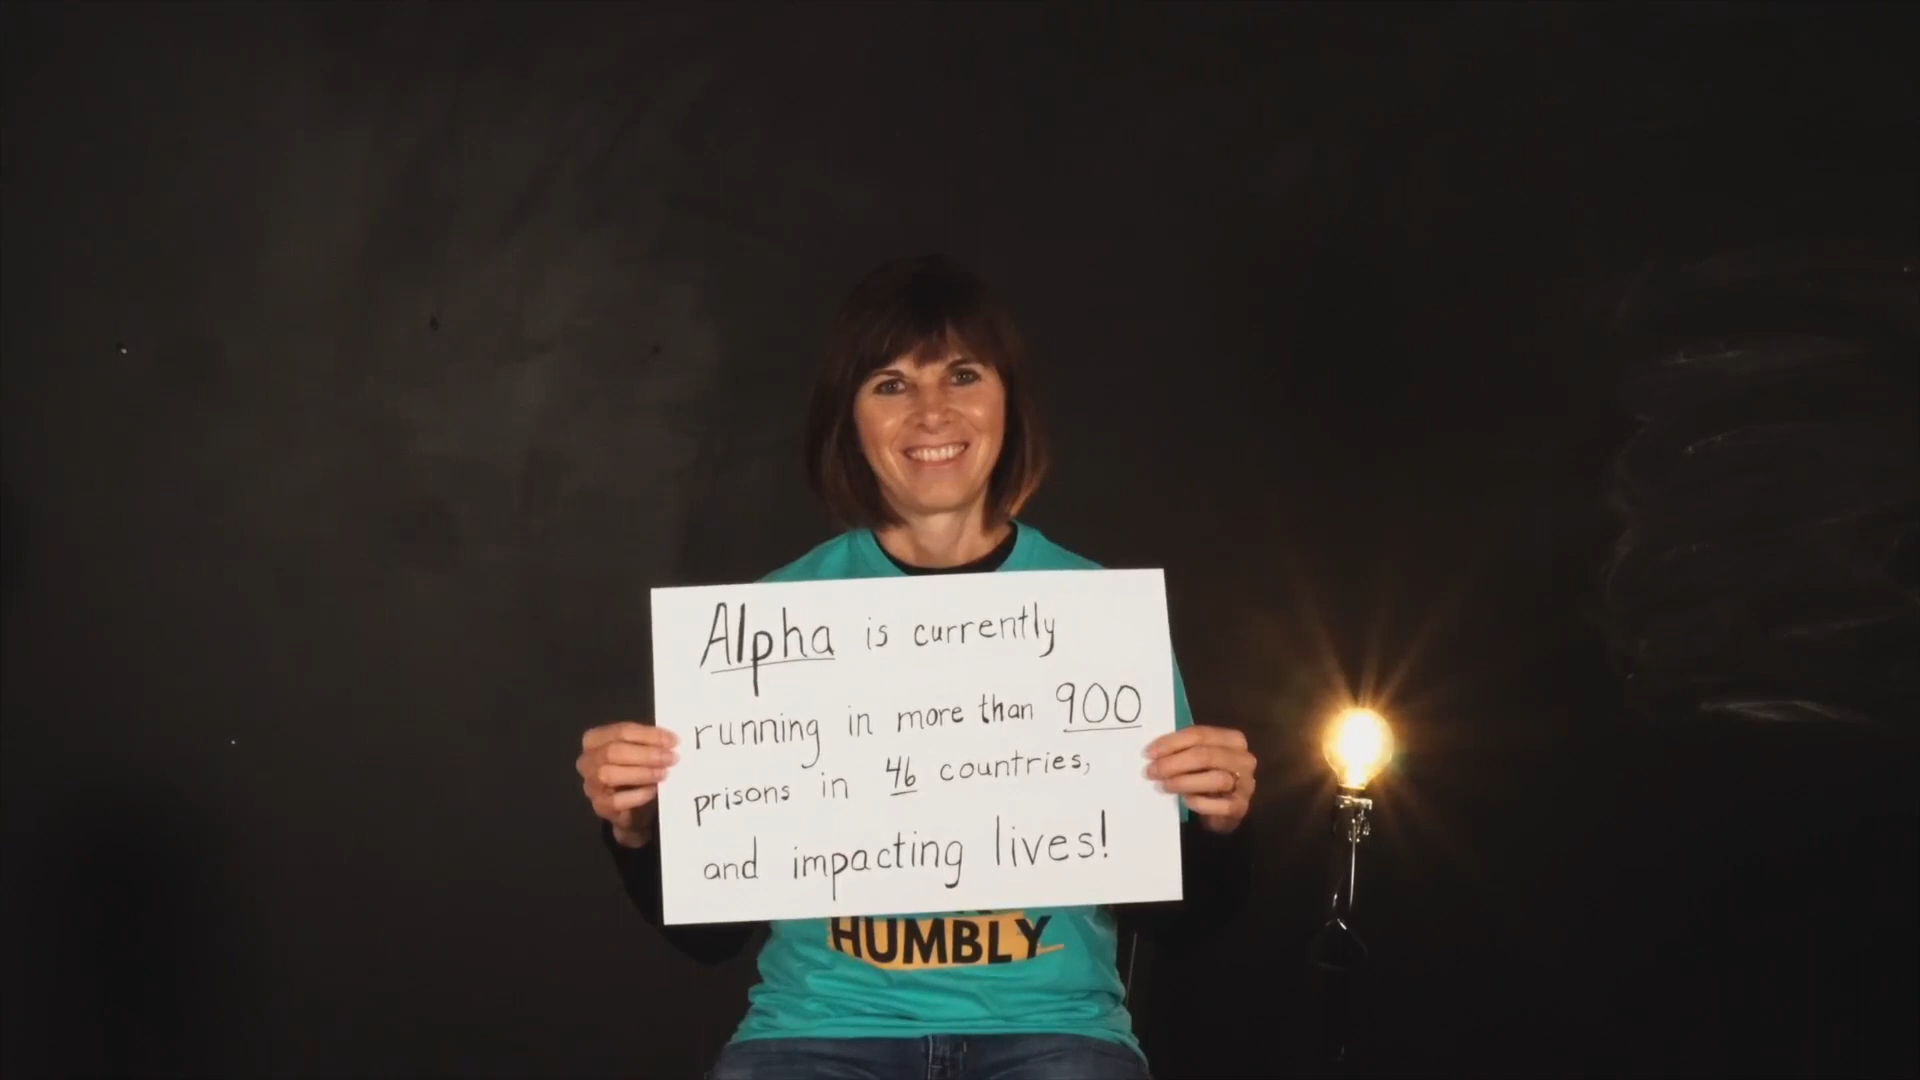 Alpha is currently
running in more than 900
prisons in 46 countries,
and impacting lives!
HUMBLY